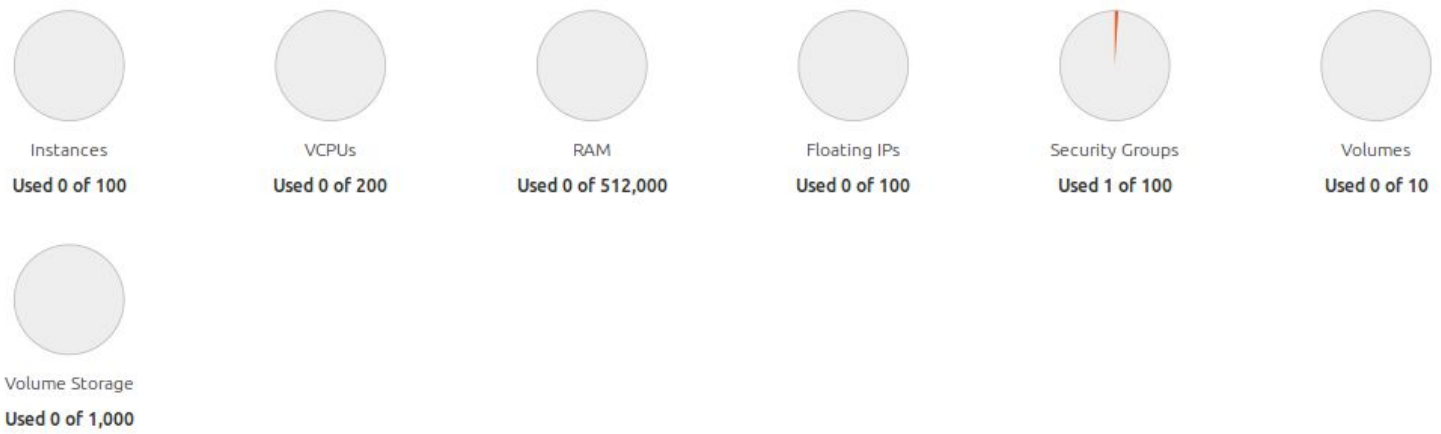 Instances
Used 0 of 100
VCPUs
Used 0 of 200
RAM
Used 0 of 512,000
Floating IPs
Used 0 of 100
Security Groups
Used 1 of 100
Volumes
Used 0 of 10
Volume Storage
Used 0 of 1,000